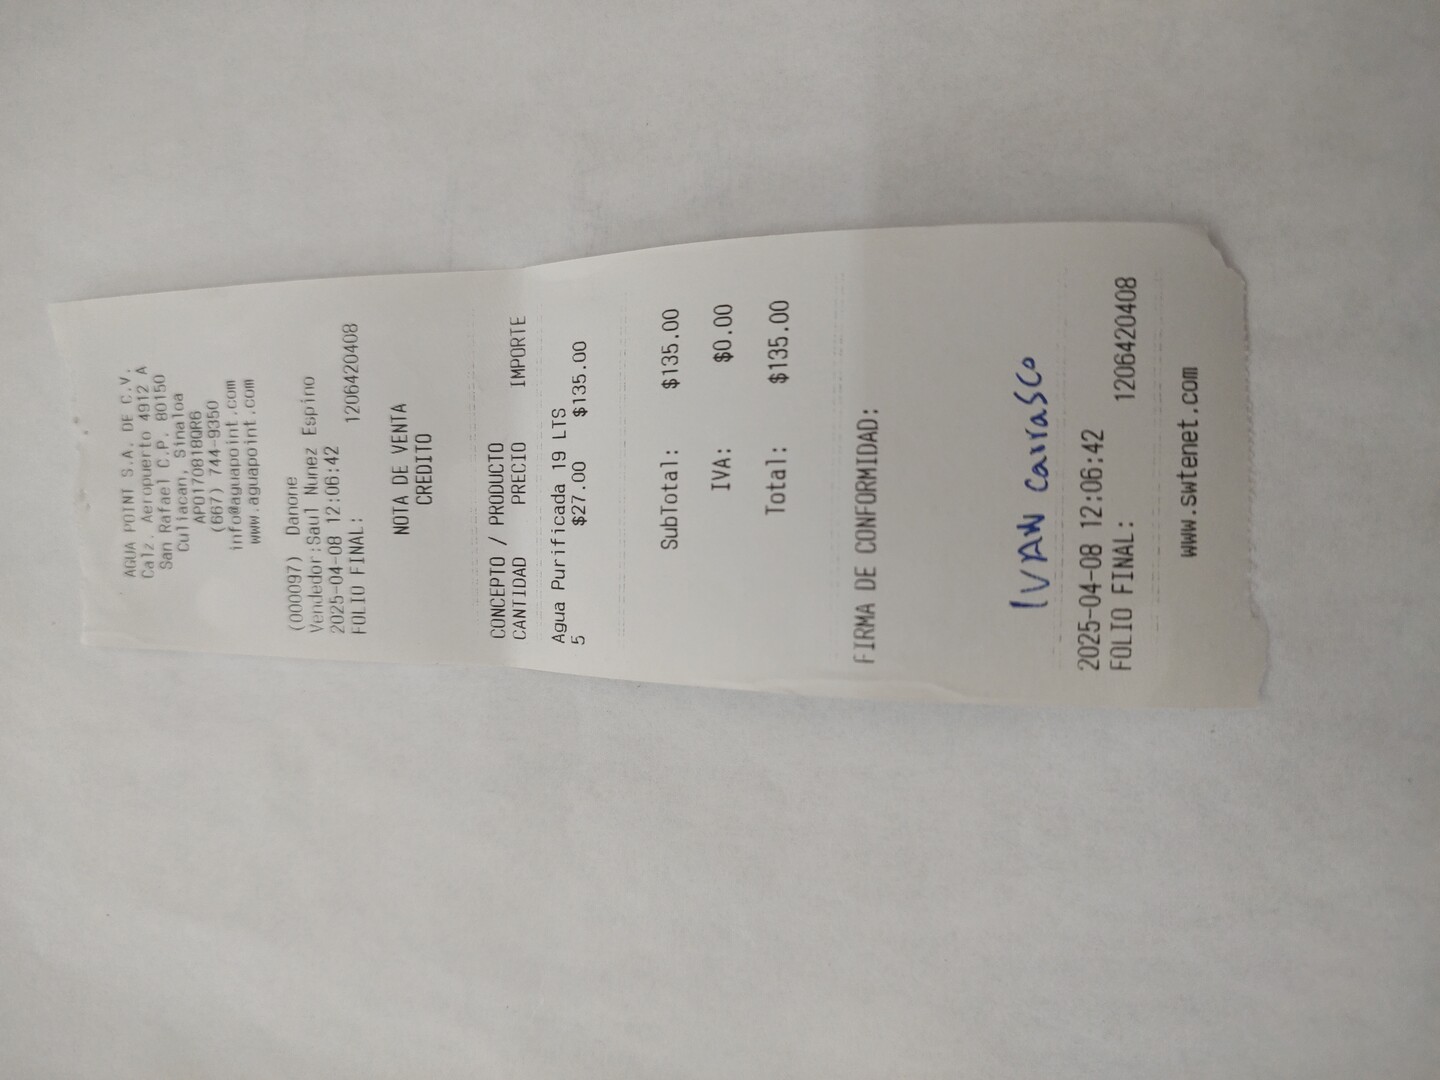 AGUA POINT S.A. DE C.V.
Calz. Aeropuerto 4912 A
San Rafael C.P. 80150
Culiacan, Sinaloa
APO170818QR6
(667) 744-9350
info@aguapoint.com
www.aguapoint.com
(000097) Danone
Vendedor:Saul Nunez Espino
2025-04-08 12:06:42
FOLIO FINAL: 1206420408
NOTA DE VENTA
CREDITO
CONCEPTO / PRODUCTO
CANTIDAD PRECIO IMPORTE
Agua Purificada 19 LTS
5 $27.00 $135.00
SubTotal: $135.00
IVA: $0.00
Total: $135.00
FIRMA DE CONFORMIDAD:
IVAN CarraSCo
2025-04-08 12:06:42
FOLIO FINAL: 1206420408
www.swtenet.com